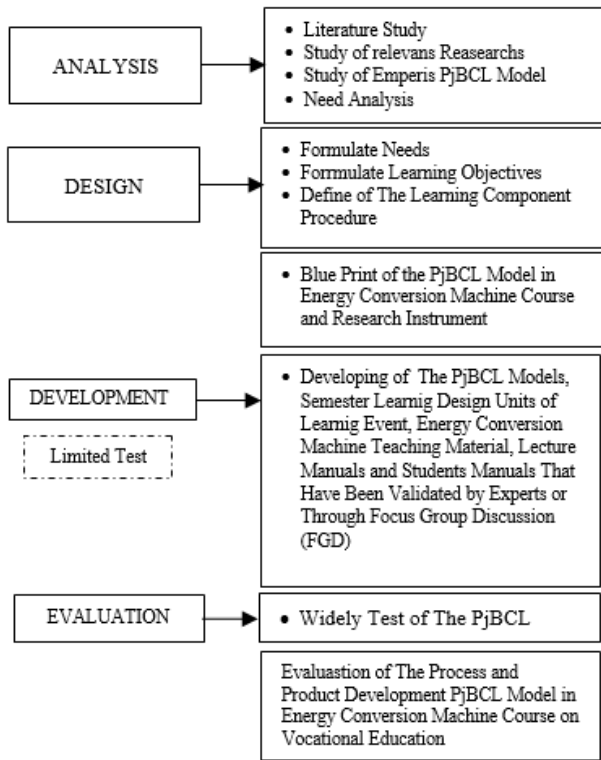 ANALYSIS
• Literature Study
• Study of relevans Reasearchs
• Study of Emperis PjBCL Model
• Need Analysis
DESIGN
• Formulate Needs
• Forrmulate Learning Objectives
• Define of The Learning Component
Procedure
• Blue Print of the PjBCL Model in
Energy Conversion Machine Course
and Research Instrument
DEVELOPMENT
Limited Test
• Developing of The PjBCL Models,
Semester Learnig Design Units of
Learnig Event, Energy Conversion
Machine Teaching Material, Lecture
Manuals and Students Manuals That
Have Been Validated by Experts or
Through Focus Group Discussion
(FGD)
EVALUATION
• Widely Test of The PjBCL
Evaluastion of The Process and
Product Development PjBCL Model in
Energy Conversion Machine Course on
Vocational Education